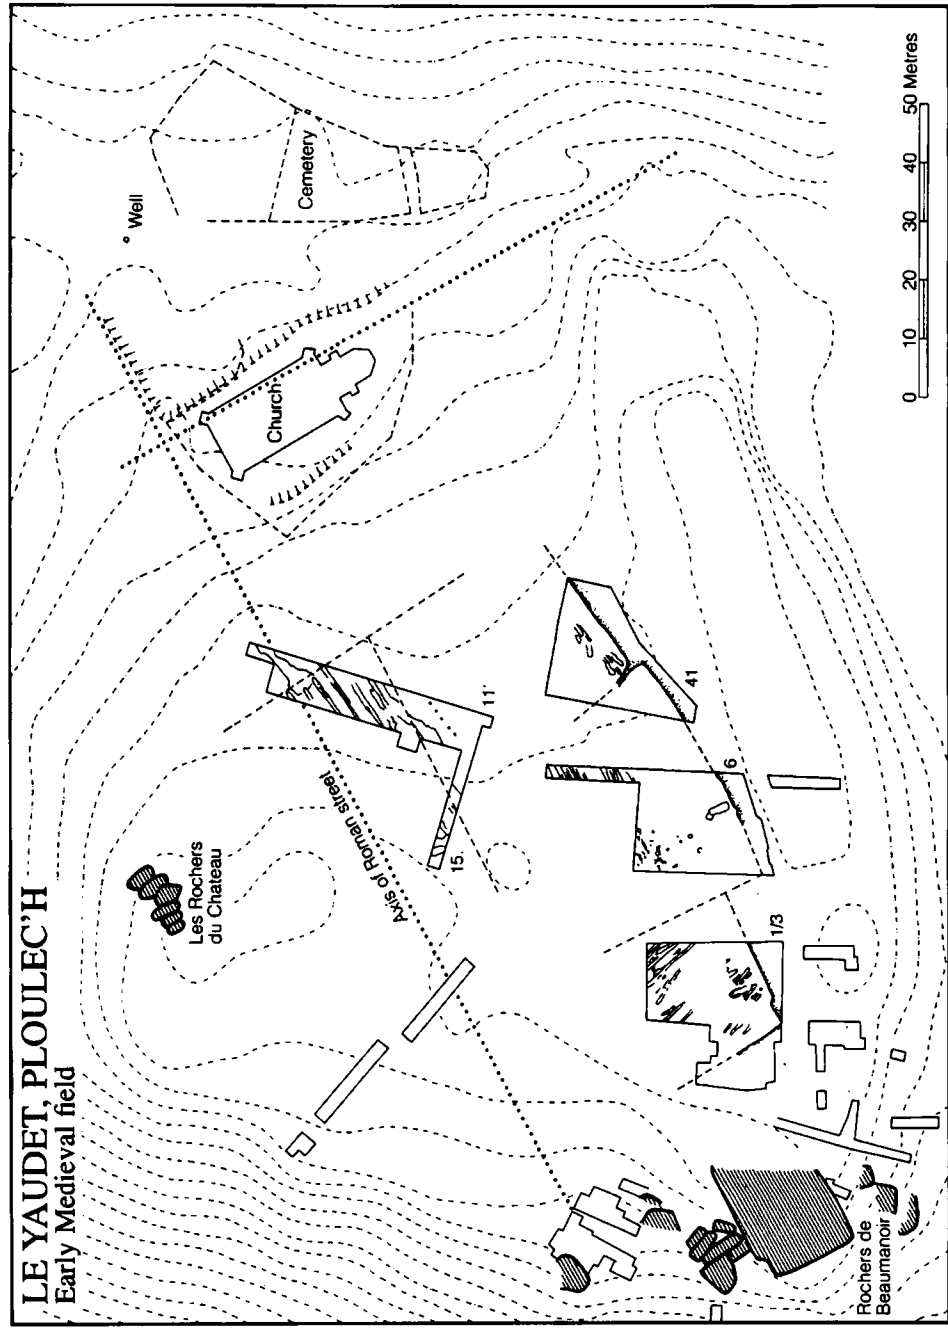 LE YAUDET, PLOULEC'H
Early Medieval field
Les Rochers
du Chateau
Axis of Roman street
Well
Cemetery
Church
15
11'
41
6
1/3
Rochers de
Beaumanoir
0 10 20 30 40 50 Metres